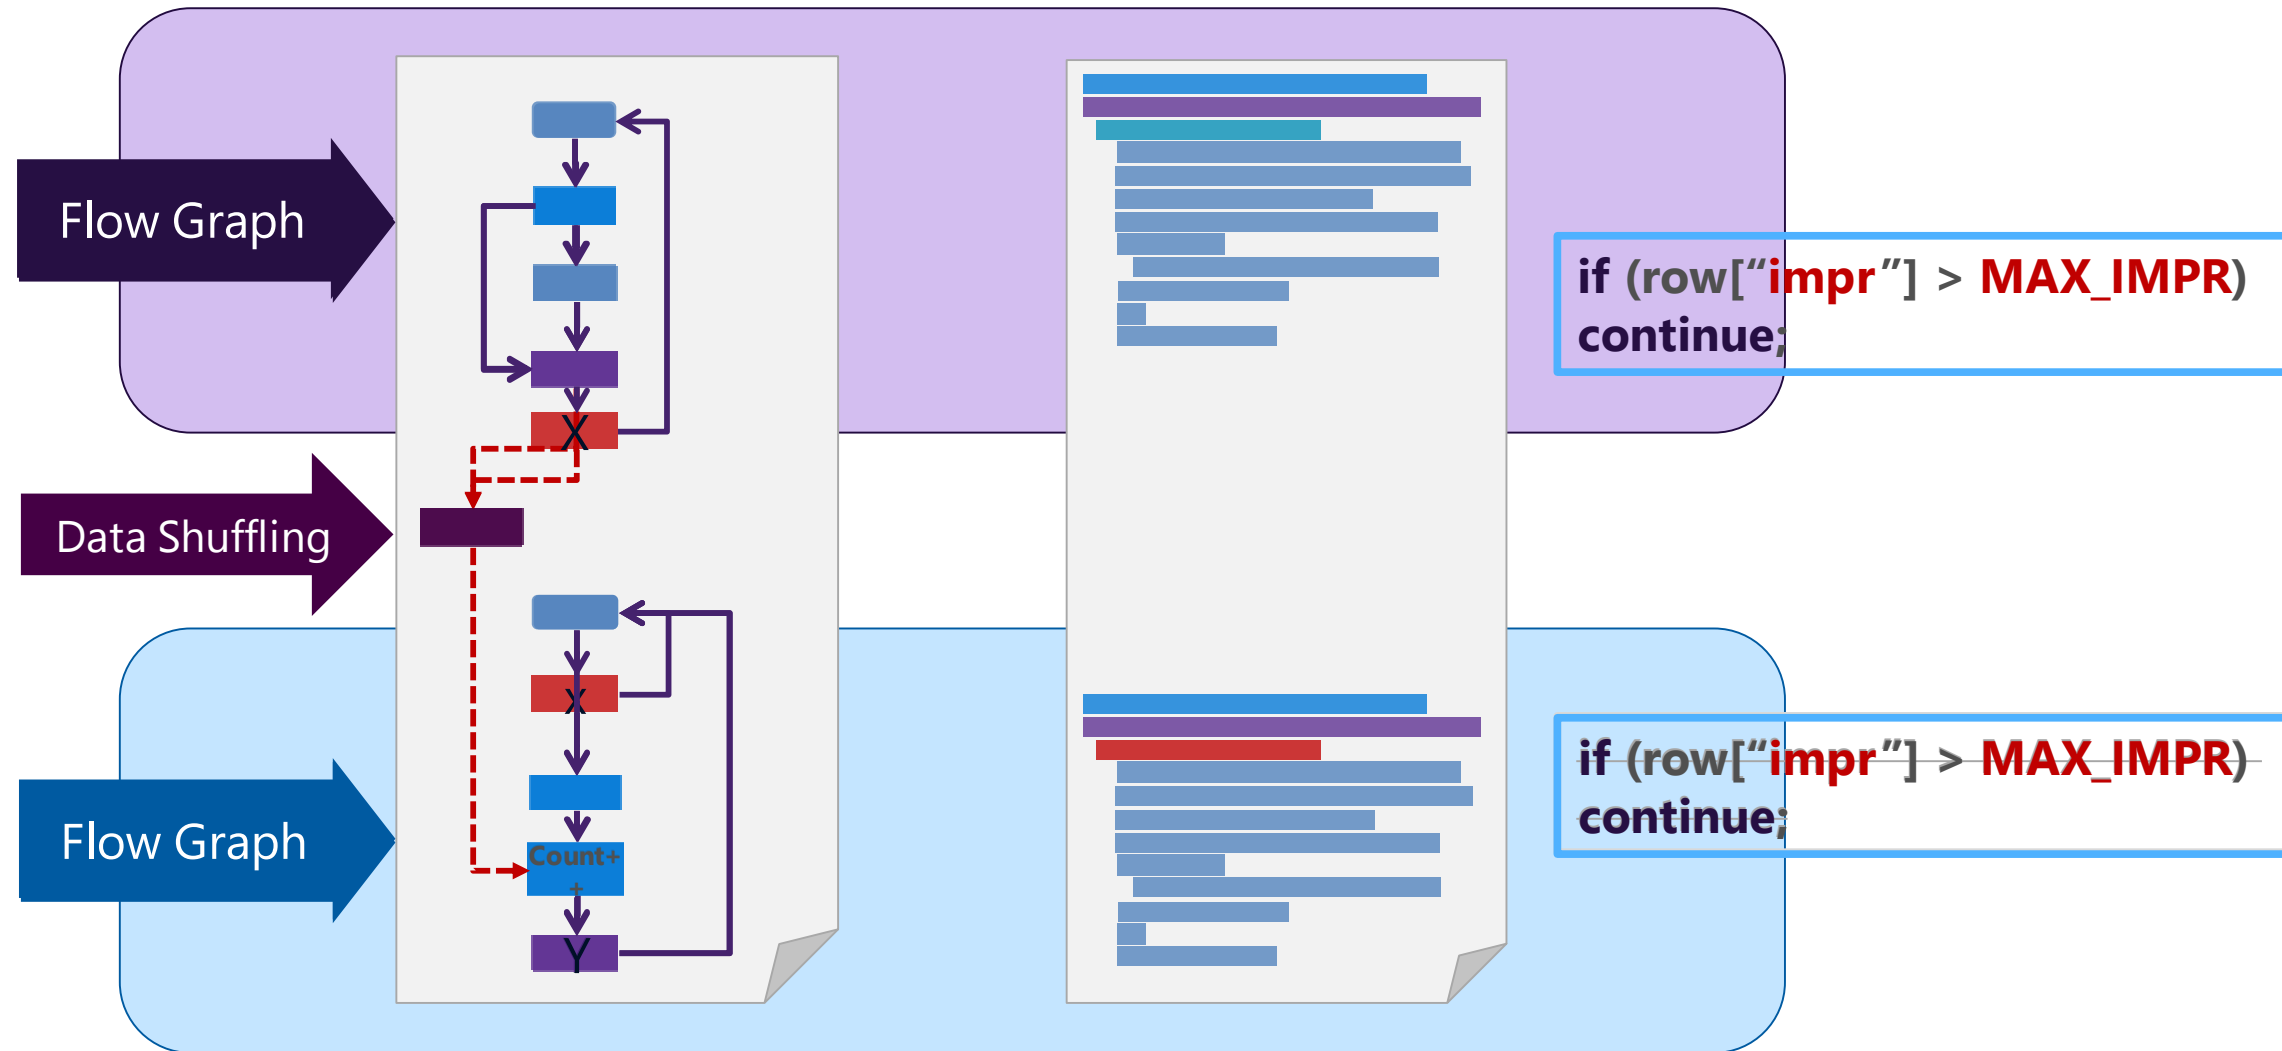 Flow Graph
if (row[“impr”] > MAX_IMPR)
continue;
X
Data Shuffling
X
if (row[“impr”] > MAX_IMPR)
continue;
Flow Graph
Count+
+
Y